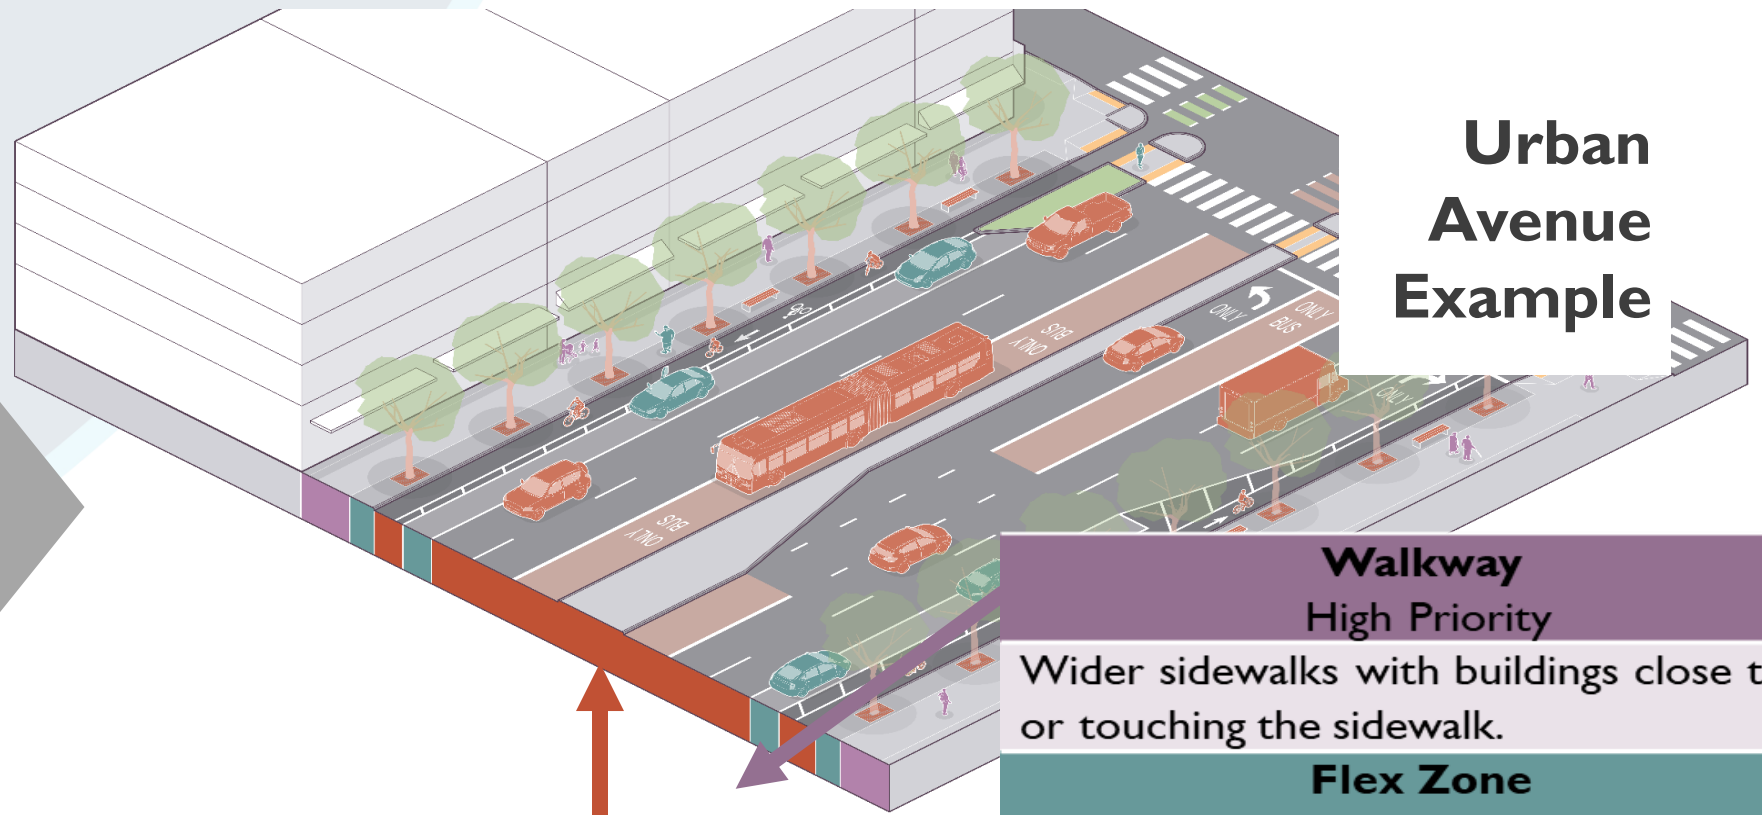 Urban
Avenue
Example
BUS
ONLY
ONLY
ONLY
BUS
ONLY
BUS
ONLY
Walkway
High Priority
Wider sidewalks with buildings close t
or touching the sidewalk.
Flex Zone